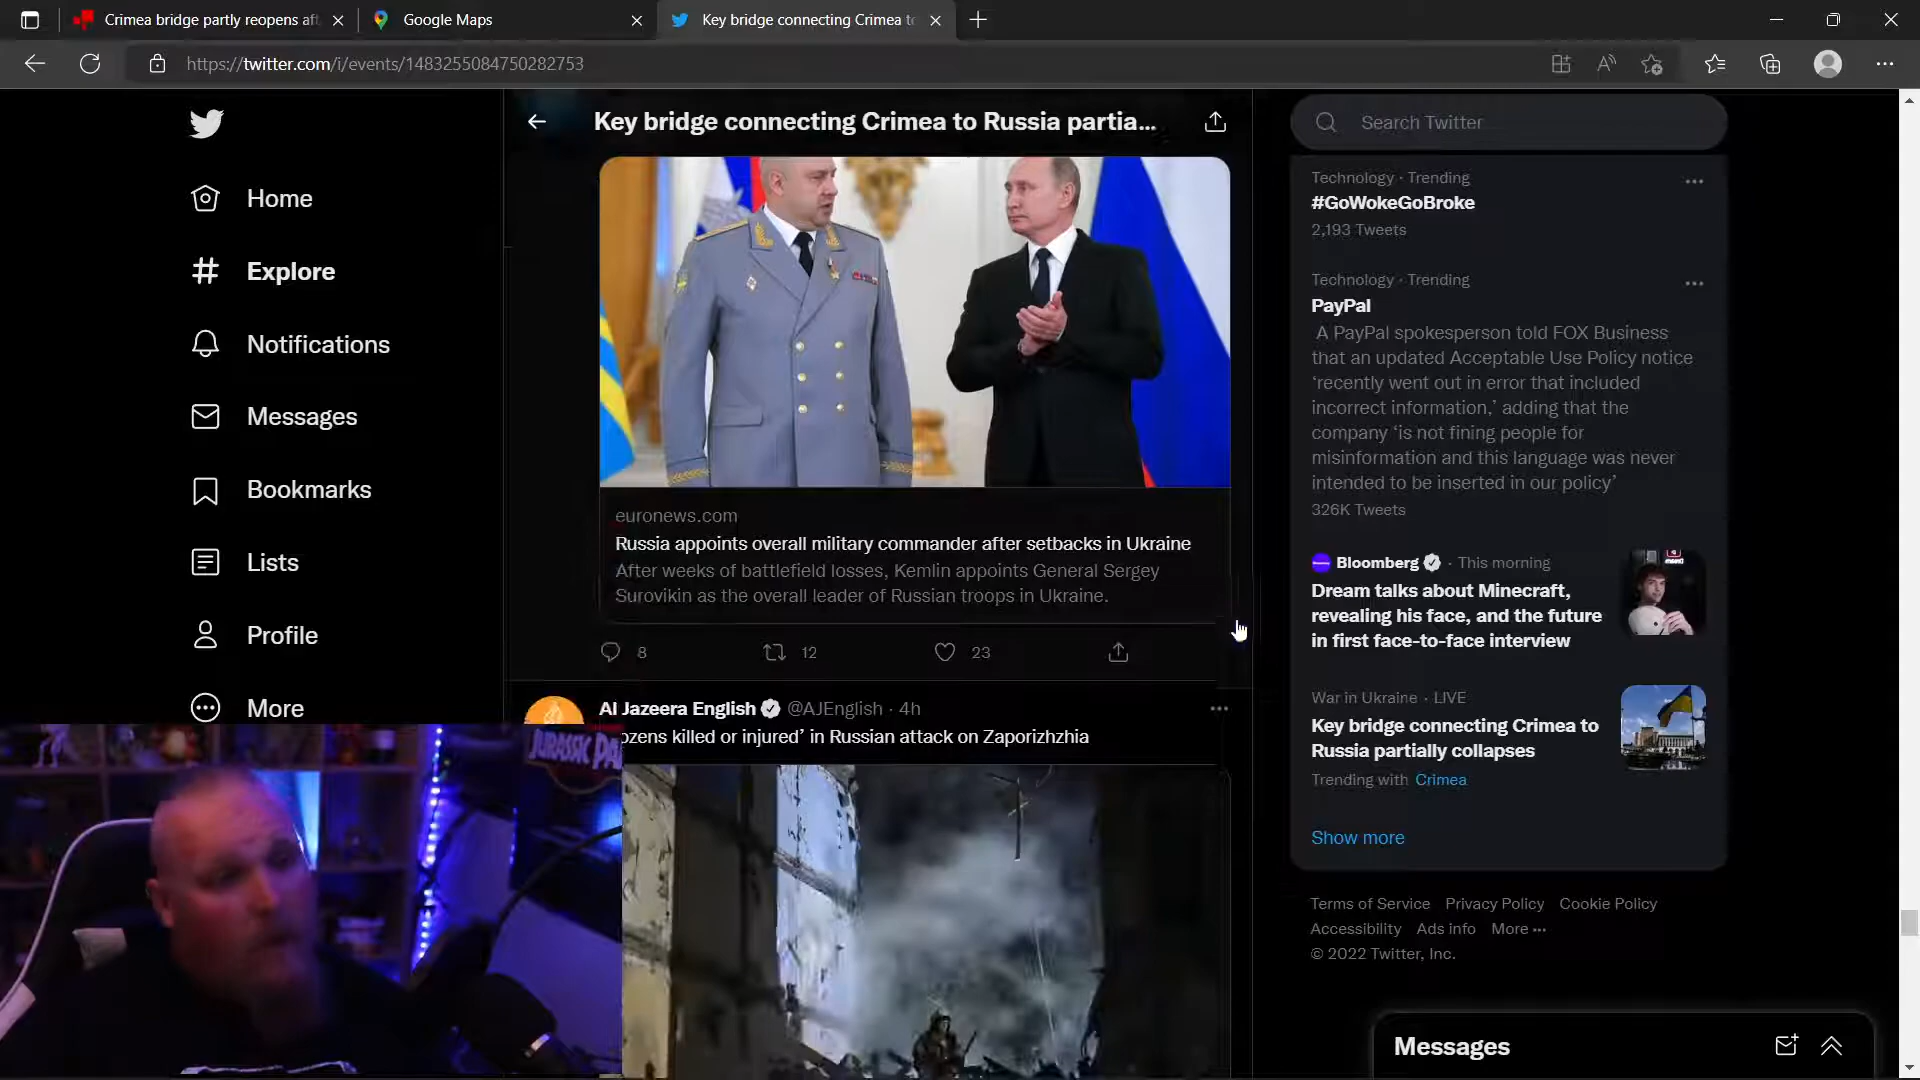 Crimea bridge partly reopens aft
Google Maps
Key bridge connecting Crimea to
https://twitter.com/i/events/1483255084750282753
Home
Explore
Notifications
Messages
Bookmarks
Lists
Profile
More
Key bridge connecting Crimea to Russia partia...
euronews.com
Russia appoints overall military commander after setbacks in Ukraine
After weeks of battlefield losses, Kemlin appoints General Sergey
Surovikin as the overall leader of Russian troops in Ukraine.
8
12
23
Al Jazeera English @AJEnglish · 4h
ozens killed or injured’ in Russian attack on Zaporizhzhia
JURASSIC PA
Search Twitter
Technology · Trending
#GoWokeGoBroke
2,193 Tweets
Technology · Trending
PayPal
A PayPal spokesperson told FOX Business
that an updated Acceptable Use Policy notice
‘recently went out in error that included
incorrect information,’ adding that the
company ‘is not fining people for
misinformation and this language was never
intended to be inserted in our policy’
326K Tweets
Bloomberg · This morning
Dream talks about Minecraft,
revealing his face, and the future
in first face-to-face interview
War in Ukraine · LIVE
Key bridge connecting Crimea to
Russia partially collapses
Trending with Crimea
Show more
Terms of Service Privacy Policy Cookie Policy
Accessibility Ads info More ···
© 2022 Twitter, Inc.
Messages